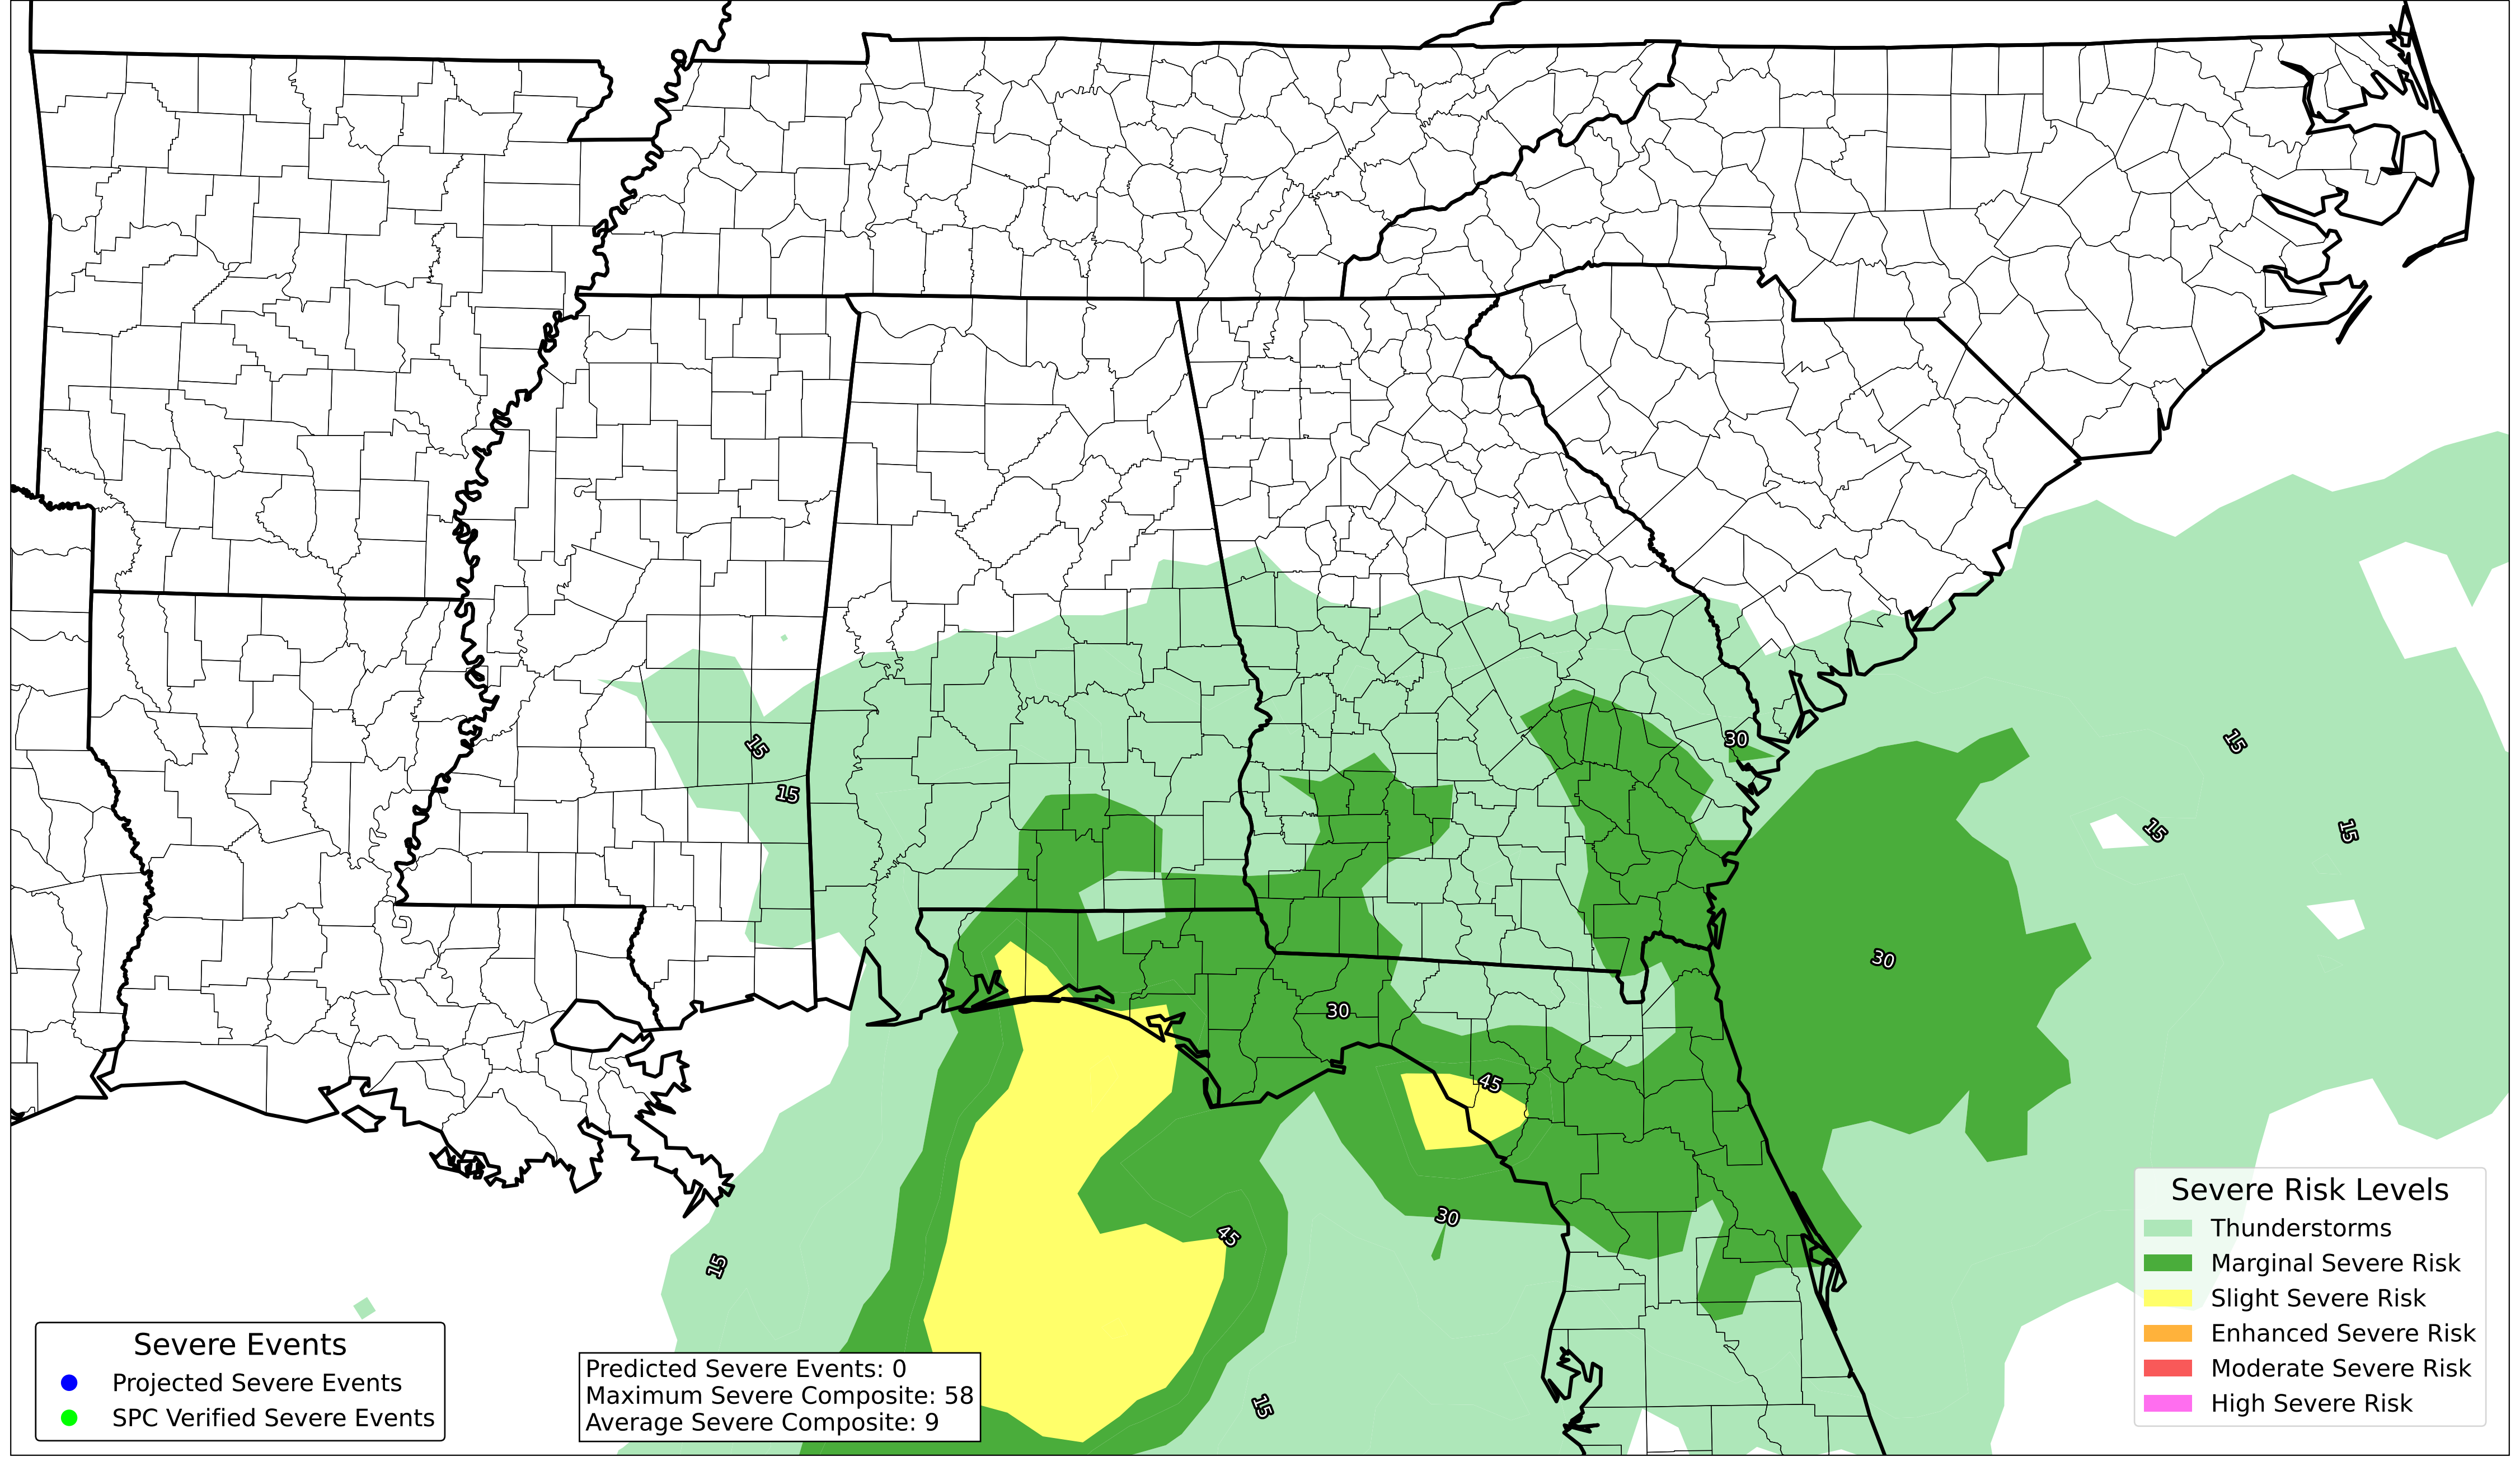 30
15
15
15
15
15
30
30
45
30
45
15
15
Severe Risk Levels
Thunderstorms
Marginal Severe Risk
Slight Severe Risk
Enhanced Severe Risk
Moderate Severe Risk
High Severe Risk
Severe Events
Projected Severe Events
SPC Verified Severe Events
Predicted Severe Events: 0
Maximum Severe Composite: 58
Average Severe Composite: 9